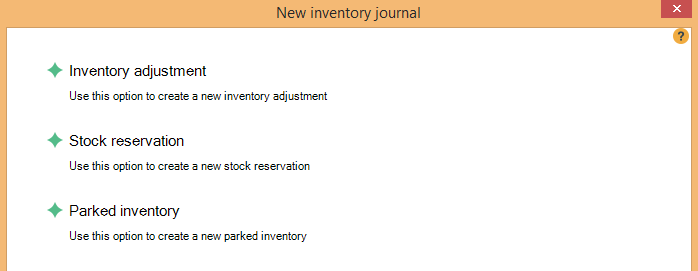 New inventory journal
×
?
Inventory adjustment
Use this option to create a new inventory adjustment
Stock reservation
Use this option to create a new stock reservation
Parked inventory
Use this option to create a new parked inventory